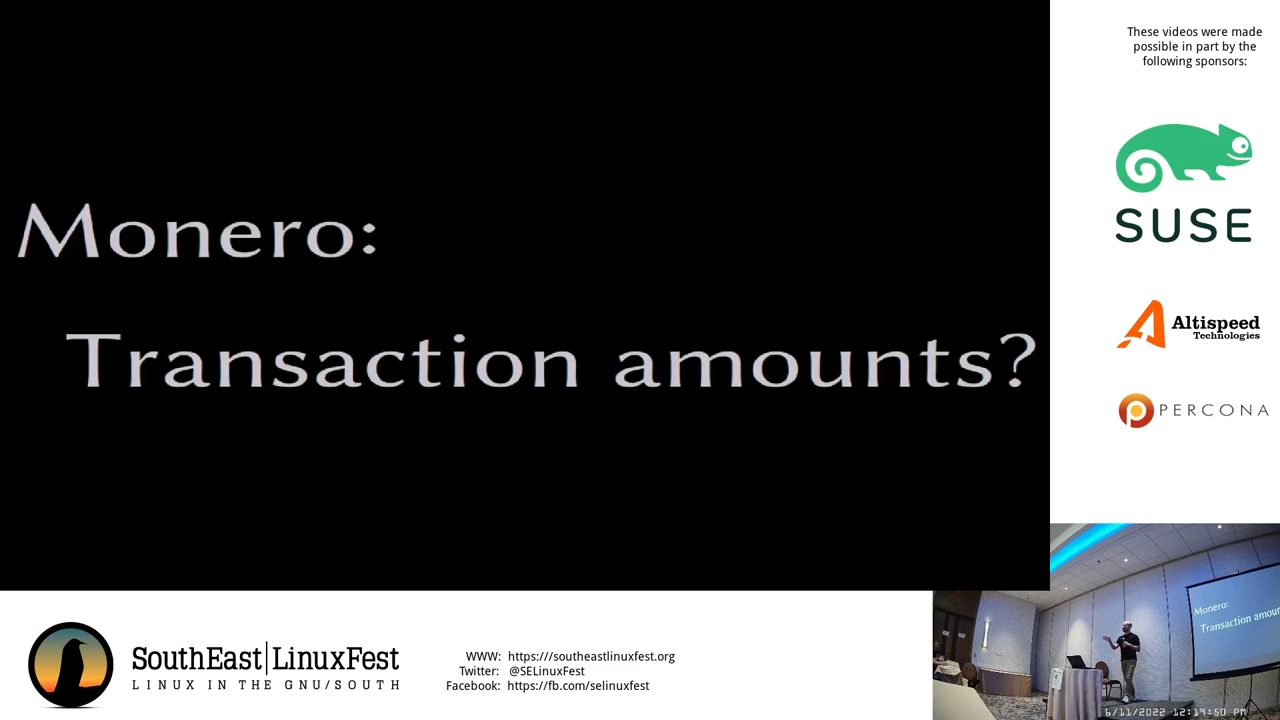 Monero:
Transaction amounts?
These videos were made
possible in part by the
following sponsors:
SUSE
Altispeed
Technologies
PERCONA
SouthEast|LinuxFest
LINUX IN THE GNU/SOUTH
WWW: https:///southeastlinuxfest.org
Twitter: @SELinuxFest
Facebook: https://fb.com/selinuxfest
Monero:
Transaction amoun
6/11/2022 12:19:50 PM